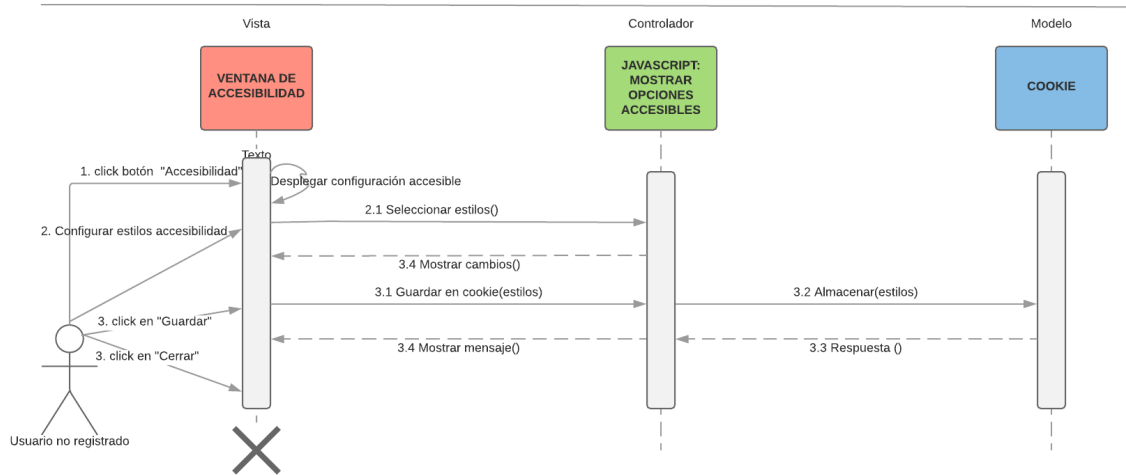 Vista
Controlador
Modelo
VENTANA DE
ACCESIBILIDAD
JAVASCRIPT:
MOSTRAR
OPCIONES
ACCESIBLES
COOKIE
Texto
1. click botón "Accesibilidad"
Desplegar configuración accesible
2.1 Seleccionar estilos()
2. Configurar estilos accesibilidad
3.4 Mostrar cambios()
3.1 Guardar en cookie(estilos)
3.2 Almacenar(estilos)
3. click en "Guardar"
3.4 Mostrar mensaje()
3.3 Respuesta ()
3. click en "Cerrar"
Usuario no registrado